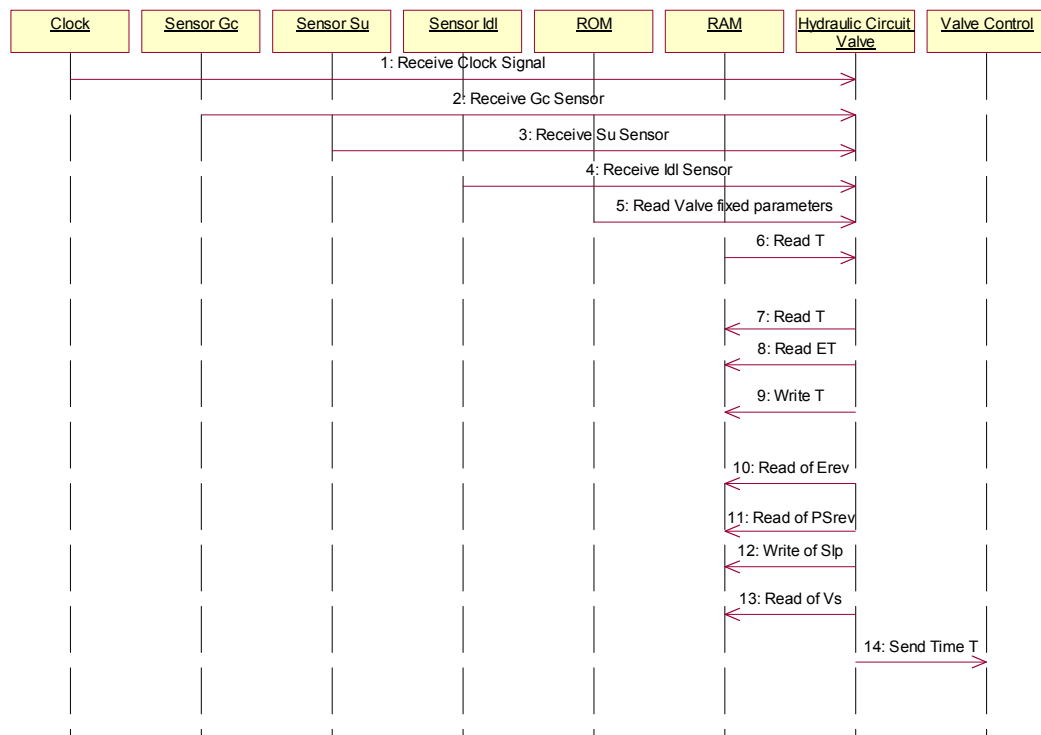 Clock
Sensor Gc
Sensor Su
Sensor Idl
ROM
RAM
Hydraulic Circuit
Valve
Valve Control
1: Receive Clock Signal
2: Receive Gc Sensor
3: Receive Su Sensor
4: Receive Idl Sensor
5: Read Valve fixed parameters
6: Read T
7: Read T
8: Read ET
9: Write T
10: Read of Erev
11: Read of PSrev
12: Write of Slp
13: Read of Vs
14: Send Time T